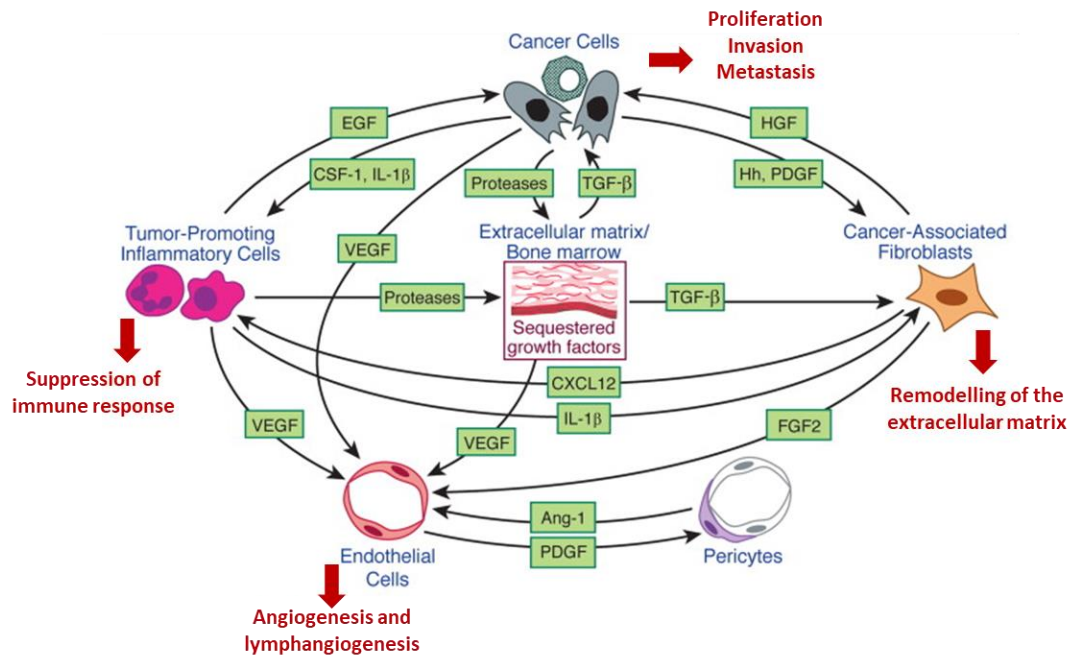 Proliferation
Invasion
Metastasis
Cancer Cells
EGF
HGF
CSF-1, IL-1β
Proteases
TGF-β
Hh, PDGF
Tumor-Promoting
Inflammatory Cells
VEGF
Extracellular matrix/
Bone marrow
Cancer-Associated
Fibroblasts
Proteases
TGF-β
Sequestered
growth factors
Suppression of
immune response
CXCL12
IL-1β
Remodelling of the
extracellular matrix
VEGF
VEGF
FGF2
Ang-1
PDGF
Endothelial
Cells
Pericytes
Angiogenesis and
lymphangiogenesis